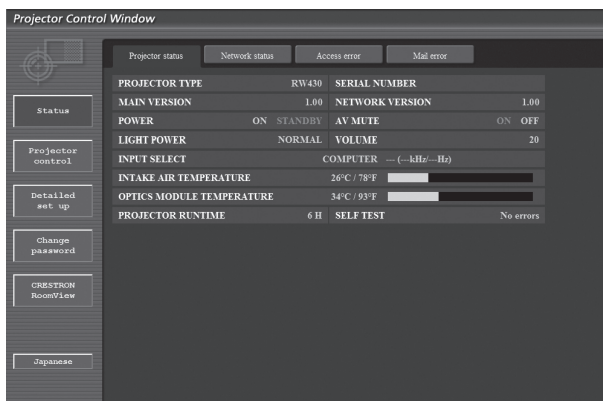 Projector Control Window
Projector status Network status Access error Mail error
PROJECTOR TYPE RW430 SERIAL NUMBER
MAIN VERSION 1.00 NETWORK VERSION 1.00
POWER ON STANDBY AV MUTE ON OFF
LIGHT POWER NORMAL VOLUME 20
INPUT SELECT COMPUTER --- (---kHz/---Hz)
INTAKE AIR TEMPERATURE 26°C / 78°F
OPTICS MODULE TEMPERATURE 34°C / 93°F
PROJECTOR RUNTIME 6 H SELF TEST No errors
Status
Projector
control
Detailed
set up
Change
password
CRESTRON
RoomView
Japanese